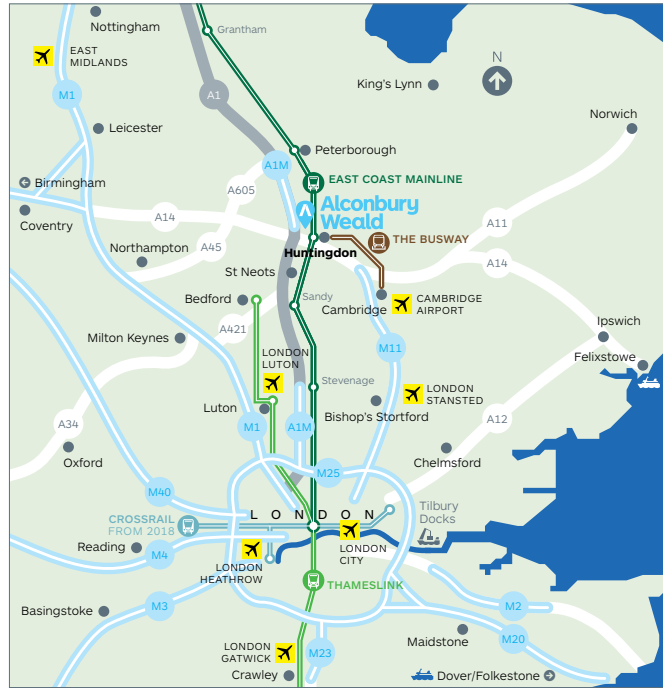 Nottingham
Grantham
EAST
MIDLANDS
N
King's Lynn
M1
A1
Norwich
Leicester
Peterborough
A1M
EAST COAST MAINLINE
Birmingham
A605
Alconbury
Weald
Coventry
A14
A11
A45
THE BUSWAY
Northampton
Huntingdon
A14
St Neots
Bedford
Sandy
Cambridge
CAMBRIDGE
AIRPORT
A421
Ipswich
Milton Keynes
M11
LONDON
LUTON
Felixstowe
Stevenage
LONDON
STANSTED
Luton
Bishop's Stortford
A34
M1
A1M
A12
Oxford
Chelmsford
M25
M40
LONDON
Tilbury
Docks
CROSSRAIL
FROM 2018
Reading
M4
LONDON
CITY
LONDON
HEATHROW
THAMESLINK
Basingstoke
M3
M2
Maidstone
M20
LONDON
GATWICK
M23
Crawley
Dover/Folkestone